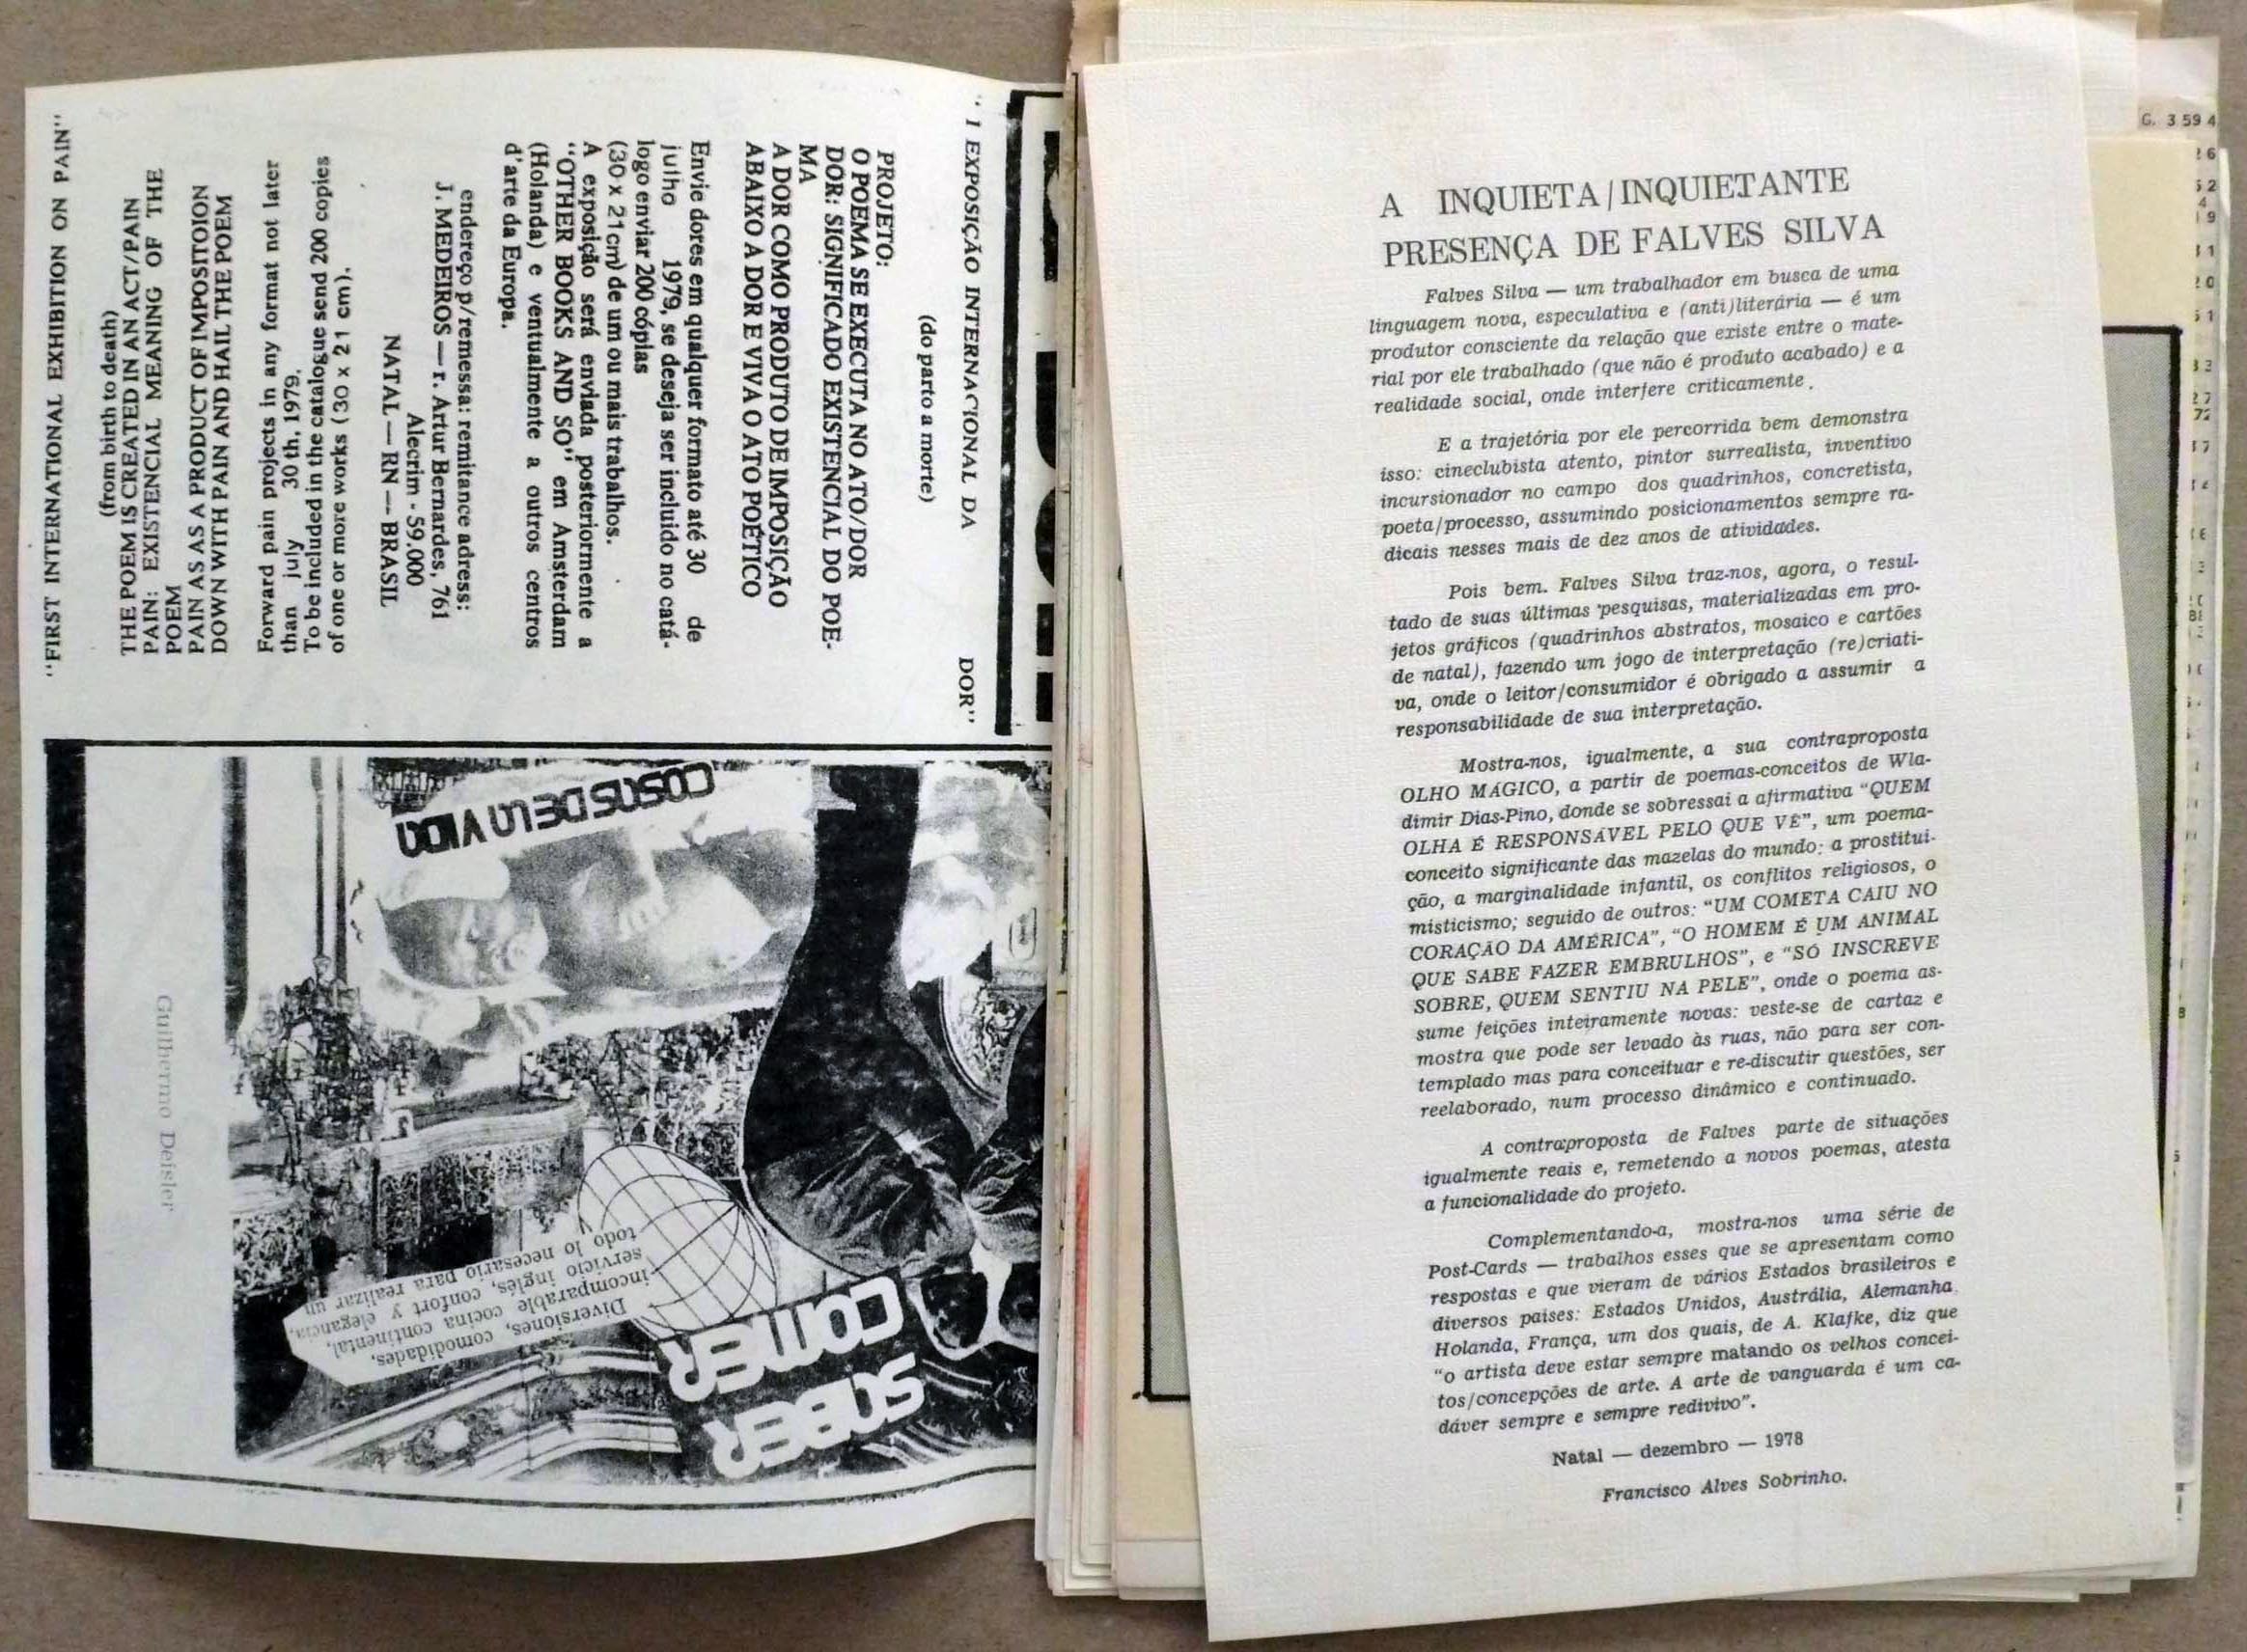 " I EXPOSIÇÃO INTERNACIONAL DA DOR"
(do parto a morte)
PROJETO:
O POEMA SE EXECUTA NO ATO/DOR
DOR: SIGNIFICADO EXISTENCIAL DO POE-
MA
A DOR COMO PRODUTO DE IMPOSIÇÃO
ABAIXO A DOR E VIVA O ATO POÉTICO
Envie dores em qualquer formato até 30 de
julho 1979, se deseja ser incluido no catá-
logo enviar 200 cópias
(30 x 21 cm) de um ou mais trabalhos.
A exposição será enviada posteriormente a
"OTHER BOOKS AND SO" em Amsterdam
(Holanda) e ventualmente a outros centros
d'arte da Europa.
endereço p/remessa: remitance adress:
J. MEDEIROS — r. Artur Bernardes, 761
Alecrim - 59.000
NATAL — RN — BRASIL
Forward pain projects in any format not later
than july 30 th, 1979.
To be included in the catalogue send 200 copies
of one or more works (30 x 21 cm).
"FIRST INTERNATIONAL EXHIBITION ON PAIN"
(from birth to death)
THE POEM IS CREATED IN AN ACT/PAIN
PAIN: EXISTENCIAL MEANING OF THE
POEM
PAIN AS AS A PRODUCT OF IMPOSITOION
DOWN WITH PAIN AND HAIL THE POEM
COSAS DE LA VIDA
SABER
COMER
Diversiones, comodidades,
incomparable cocina continental,
servicio inglés, confort y elegancia,
todo lo necesario para realizar un
Guilhermo Deisler
A INQUIETA/INQUIETANTE
PRESENÇA DE FALVES SILVA
Falves Silva — um trabalhador em busca de uma
linguagem nova, especulativa e (anti)literária — é um
produtor consciente da relação que existe entre o mate-
rial por ele trabalhado (que não é produto acabado) e a
realidade social, onde interfere criticamente.
E a trajetória por ele percorrida bem demonstra
isso: cineclubista atento, pintor surrealista, inventivo
incursionador no campo dos quadrinhos, concretista,
poeta/processo, assumindo posicionamentos sempre ra-
dicais nesses mais de dez anos de atividades.
Pois bem. Falves Silva traz-nos, agora, o resul-
tado de suas últimas pesquisas, materializadas em pro-
jetos gráficos (quadrinhos abstratos, mosaico e cartões
de natal), fazendo um jogo de interpretação (re)criati-
va, onde o leitor/consumidor é obrigado a assumir a
responsabilidade de sua interpretação.
Mostra-nos, igualmente, a sua contraproposta
OLHO MÁGICO, a partir de poemas-conceitos de Wla-
dimir Dias-Pino, donde se sobressai a afirmativa "QUEM
OLHA É RESPONSÁVEL PELO QUE VÊ", um poema-
conceito significante das mazelas do mundo: a prostitui-
ção, a marginalidade infantil, os conflitos religiosos, o
misticismo; seguido de outros: "UM COMETA CAIU NO
CORAÇÃO DA AMÉRICA", "O HOMEM É UM ANIMAL
QUE SABE FAZER EMBRULHOS", e "SÓ INSCREVE
SOBRE, QUEM SENTIU NA PELE", onde o poema as-
sume feições inteiramente novas: veste-se de cartaz e
mostra que pode ser levado às ruas, não para ser con-
templado mas para conceituar e re-discutir questões, ser
reelaborado, num processo dinâmico e continuado.
A contraproposta de Falves parte de situações
igualmente reais e, remetendo a novos poemas, atesta
a funcionalidade do projeto.
Complementando-a, mostra-nos uma série de
Post-Cards — trabalhos esses que se apresentam como
respostas e que vieram de vários Estados brasileiros e
diversos países: Estados Unidos, Austrália, Alemanha
Holanda, França, um dos quais, de A. Klafke, diz que
"o artista deve estar sempre matando os velhos concei-
tos/concepções de arte. A arte de vanguarda é um ca-
dáver sempre e sempre redivivo".
Natal — dezembro — 1978
Francisco Alves Sobrinho.
G. 3 59 4